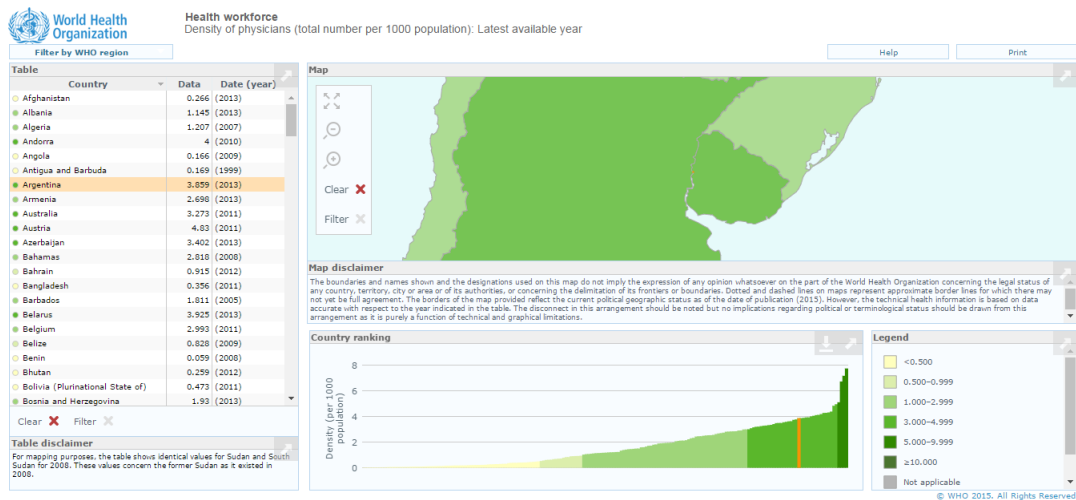 World Health
Organization
Health workforce
Density of physicians (total number per 1000 population): Latest available year
Filter by WHO region
Help
Print
Table
Country Data Date (year)
Afghanistan 0.266 (2013)
Albania 1.145 (2013)
Algeria 1.207 (2007)
Andorra 4 (2010)
Angola 0.166 (2009)
Antigua and Barbuda 0.169 (1999)
Argentina 3.859 (2013)
Armenia 2.698 (2013)
Australia 3.273 (2011)
Austria 4.83 (2011)
Azerbaijan 3.402 (2013)
Bahamas 2.818 (2008)
Bahrain 0.915 (2012)
Bangladesh 0.356 (2011)
Barbados 1.811 (2005)
Belarus 3.925 (2013)
Belgium 2.993 (2011)
Belize 0.828 (2009)
Benin 0.059 (2008)
Bhutan 0.259 (2012)
Bolivia (Plurinational State of) 0.473 (2011)
Bosnia and Herzegovina 1.93 (2013)
Clear Filter
Table disclaimer
For mapping purposes, the table shows identical values for Sudan and South
Sudan for 2008. These values concern the former Sudan as it existed in
2008.
Map
Clear
Filter
Map disclaimer
The boundaries and names shown and the designations used on this map do not imply the expression of any opinion whatsoever on the part of the World Health Organization concerning the legal status of
any country, territory, city or area or of its authorities, or concerning the delimitation of its frontiers or boundaries. Dotted and dashed lines on maps represent approximate border lines for which there may
not yet be full agreement. The borders of the map provided reflect the current political geographic status as of the date of publication (2015). However, the technical health information is based on data
accurate with respect to the year indicated in the table. The disconnect in this arrangement should be noted but no implications regarding political or terminological status should be drawn from this
arrangement as it is purely a function of technical and graphical limitations.
Country ranking
Density (per 1000
population)
8
6
4
2
0
Legend
<0.500
0.500–0.999
1.000–2.999
3.000–4.999
5.000–9.999
≥10.000
Not applicable
© WHO 2015. All Rights Reserved